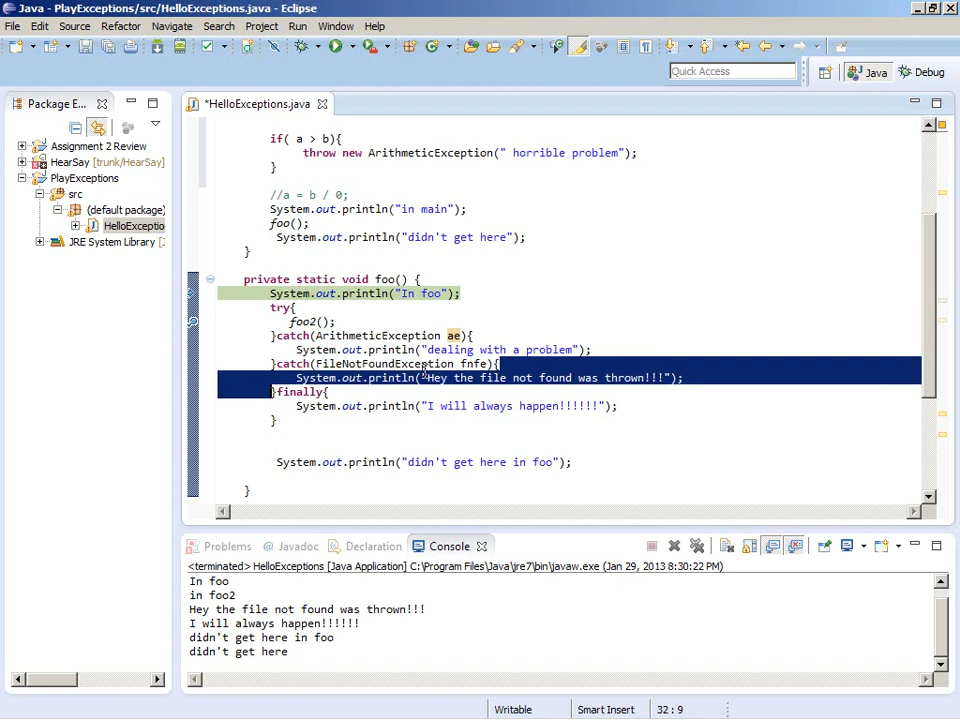 Java - PlayExceptions/src/HelloExceptions.java - Eclipse
File Edit Source Refactor Navigate Search Project Run Window Help
Quick Access
Java
Debug
Package E...
*HelloExceptions.java
Assignment 2 Review
HearSay [trunk/HearSay]
PlayExceptions
src
(default package)
HelloExceptio
JRE System Library [J
if( a > b){
throw new ArithmeticException(" horrible problem");
}
//a = b / 0;
System.out.println("in main");
foo();
System.out.println("didn't get here");
}
private static void foo() {
System.out.println("In foo");
try{
foo2();
}catch(ArithmeticException ae){
System.out.println("dealing with a problem");
}catch(FileNotFoundException fnfe){
System.out.println("Hey the file not found was thrown!!!");
}finally{
System.out.println("I will always happen!!!!!!");
}
System.out.println("didn't get here in foo");
}
Problems
@ Javadoc
Declaration
Console
<terminated> HelloExceptions [Java Application] C:\Program Files\Java\jre7\bin\javaw.exe (Jan 29, 2013 8:30:22 PM)
In foo
in foo2
Hey the file not found was thrown!!!
I will always happen!!!!!!
didn't get here in foo
didn't get here
Writable
Smart Insert
32 : 9